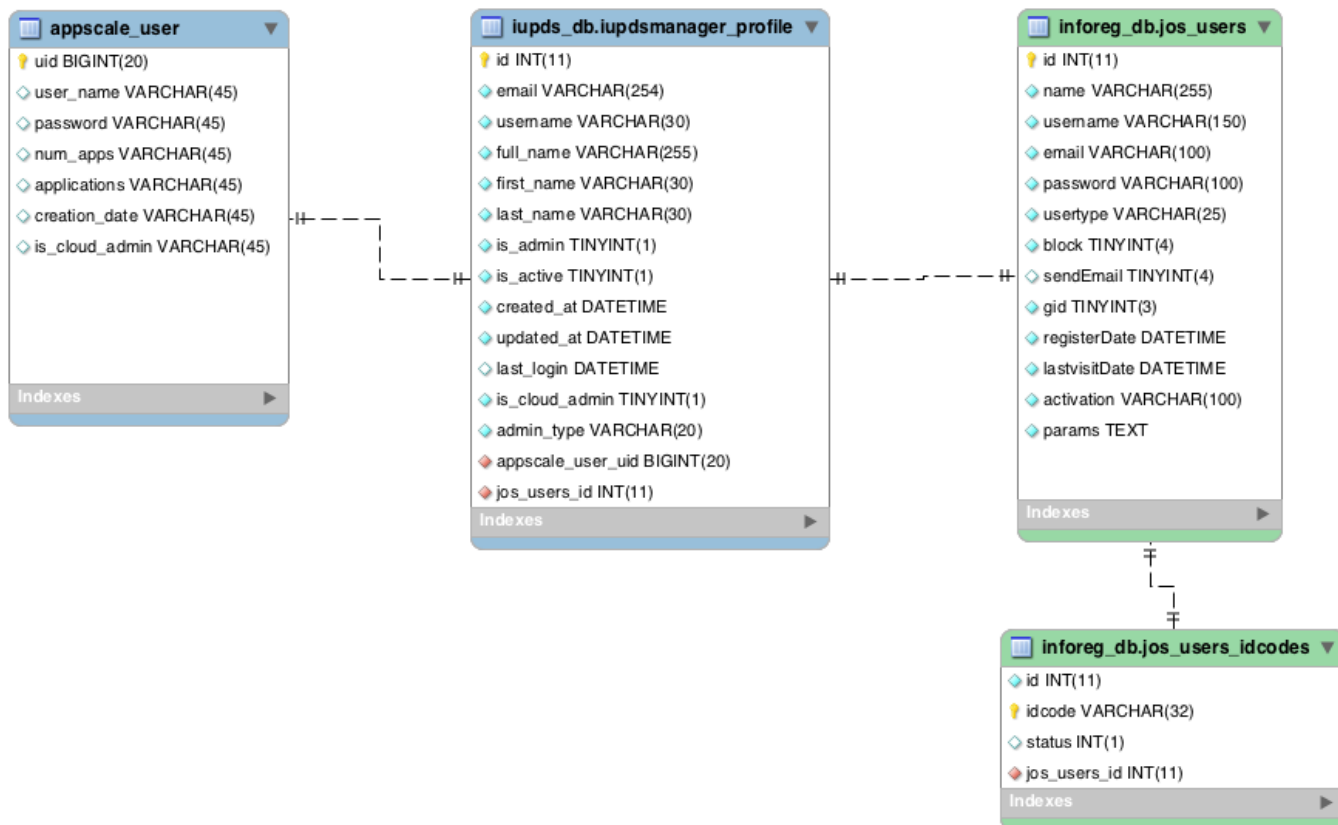 appscale_user
uid BIGINT(20)
user_name VARCHAR(45)
password VARCHAR(45)
num_apps VARCHAR(45)
applications VARCHAR(45)
creation_date VARCHAR(45)
is_cloud_admin VARCHAR(45)
Indexes
iupds_db.iupdsmanager_profile
id INT(11)
email VARCHAR(254)
username VARCHAR(30)
full_name VARCHAR(255)
first_name VARCHAR(30)
last_name VARCHAR(30)
is_admin TINYINT(1)
is_active TINYINT(1)
created_at DATETIME
updated_at DATETIME
last_login DATETIME
is_cloud_admin TINYINT(1)
admin_type VARCHAR(20)
appscale_user_uid BIGINT(20)
jos_users_id INT(11)
Indexes
inforeg_db.jos_users
id INT(11)
name VARCHAR(255)
username VARCHAR(150)
email VARCHAR(100)
password VARCHAR(100)
usertype VARCHAR(25)
block TINYINT(4)
sendEmail TINYINT(4)
gid TINYINT(3)
registerDate DATETIME
lastvisitDate DATETIME
activation VARCHAR(100)
params TEXT
Indexes
inforeg_db.jos_users_idcodes
id INT(11)
idcode VARCHAR(32)
status INT(1)
jos_users_id INT(11)
Indexes